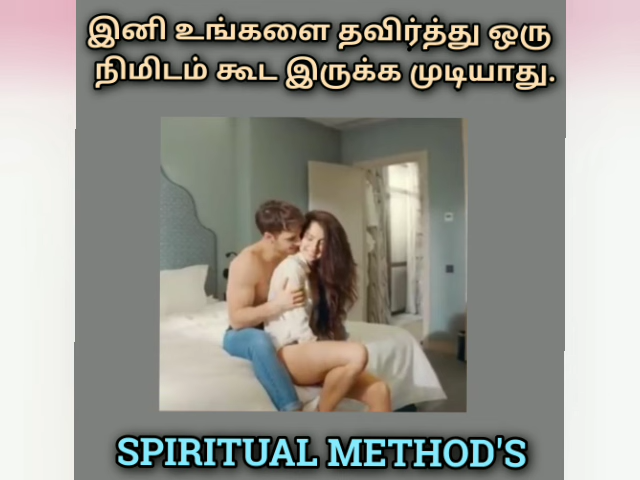 இனி உங்களை தவிர்த்து ஒரு
நிமிடம் கூட இருக்க முடியாது.
SPIRITUAL METHOD'S